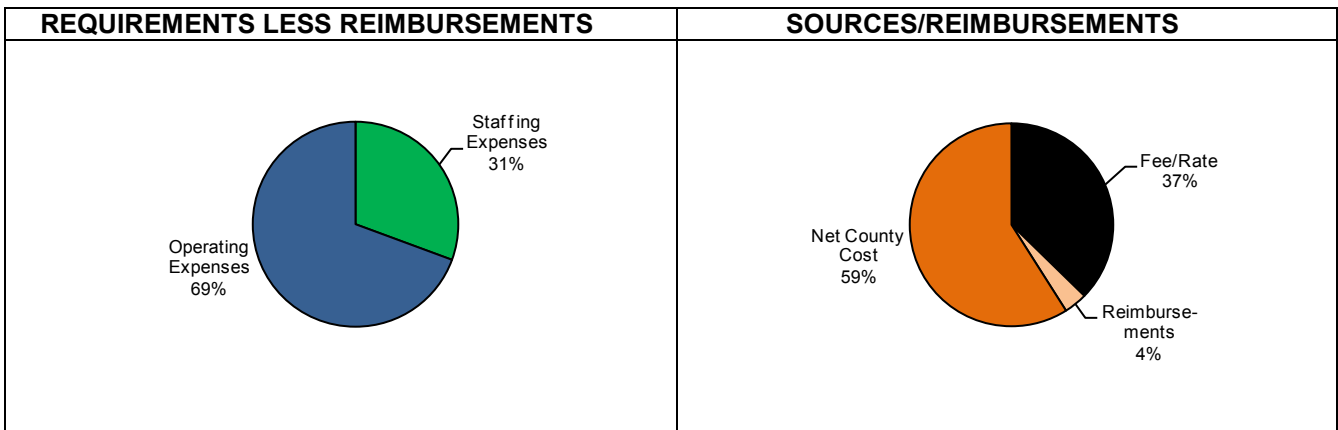 REQUIREMENTS LESS REIMBURSEMENTS
Staffing
Expenses
31%
Operating
Expenses
69%
SOURCES/REIMBURSEMENTS
Fee/Rate
37%
Net County
Cost
59%
Reimburse-
ments
4%